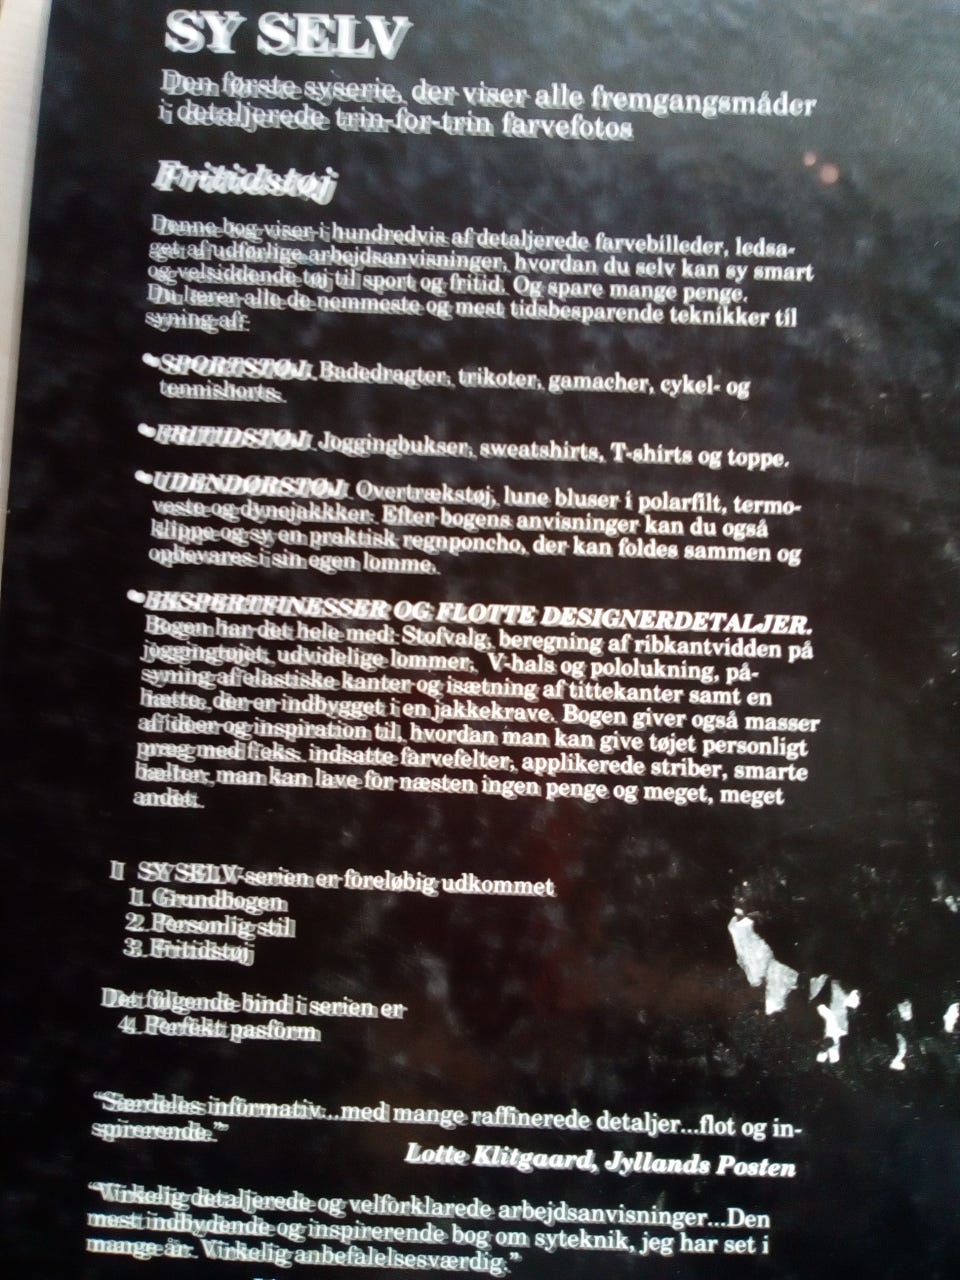 SY SELV
Den første syserie, der viser alle fremgangsmåder
i detaljerede trin-for-trin farvefotos
Fritidstøj
Denne bog viser i hundredvis af detaljerede farvebilleder, ledsa-
get af udførlige arbejdsanvisninger, hvordan du selv kan sy smart
og velsiddende tøj til sport og fritid. Og spare mange penge.
Du lærer alle de nemmeste og mest tidsbesparende teknikker til
syning af:
• SPORTSTØJ: Badedragter, trikoter, gamacher, cykel- og
tennishorts.
• FRITIDSTØJ: Joggingbukser, sweatshirts, T-shirts og toppe.
• UDENDØRSTØJ: Overtrækstøj, lune bluser i polarfilt, termo-
veste og dynejakkker. Efter bogens anvisninger kan du også
klippe og sy en praktisk regnponcho, der kan foldes sammen og
opbevares i sin egen lomme.
• EKSPERTFINESSER OG FLOTTE DESIGNERDETALJER.
Bogen har det hele med: Stofvalg, beregning af ribkantvidden på
joggingtøjet, udvidelige lommer, V-hals og pololukning, på-
syning af elastiske kanter og isætning af tittekanter samt en
hætte, der er indbygget i en jakkekrave. Bogen giver også masser
af ideer og inspiration til, hvordan man kan give tøjet personligt
præg med f.eks. indsatte farvefelter, applikerede striber, smarte
bælter, man kan lave for næsten ingen penge og meget, meget
andet.
I SY SELV-serien er foreløbig udkommet
1. Grundbogen
2. Personlig stil
3. Fritidstøj
Det følgende bind i serien er
4. Perfekt pasform
“Særdeles informativ...med mange raffinerede detaljer...flot og in-
spirerende.”
Lotte Klitgaard, Jyllands Posten
“Virkelig detaljerede og velforklarede arbejdsanvisninger...Den
mest indbydende og inspirerende bog om syteknik, jeg har set i
mange år. Virkelig anbefalelsesværdig.”